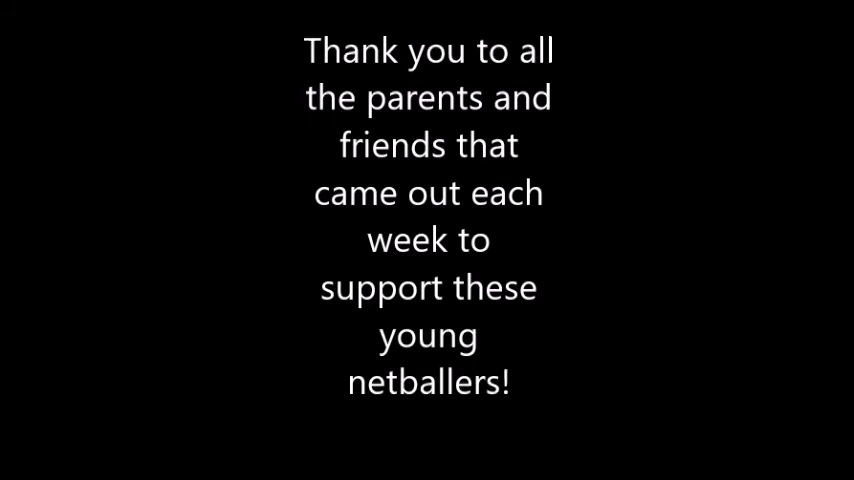 Thank you to all
the parents and
friends that
came out each
week to
support these
young
netballers!